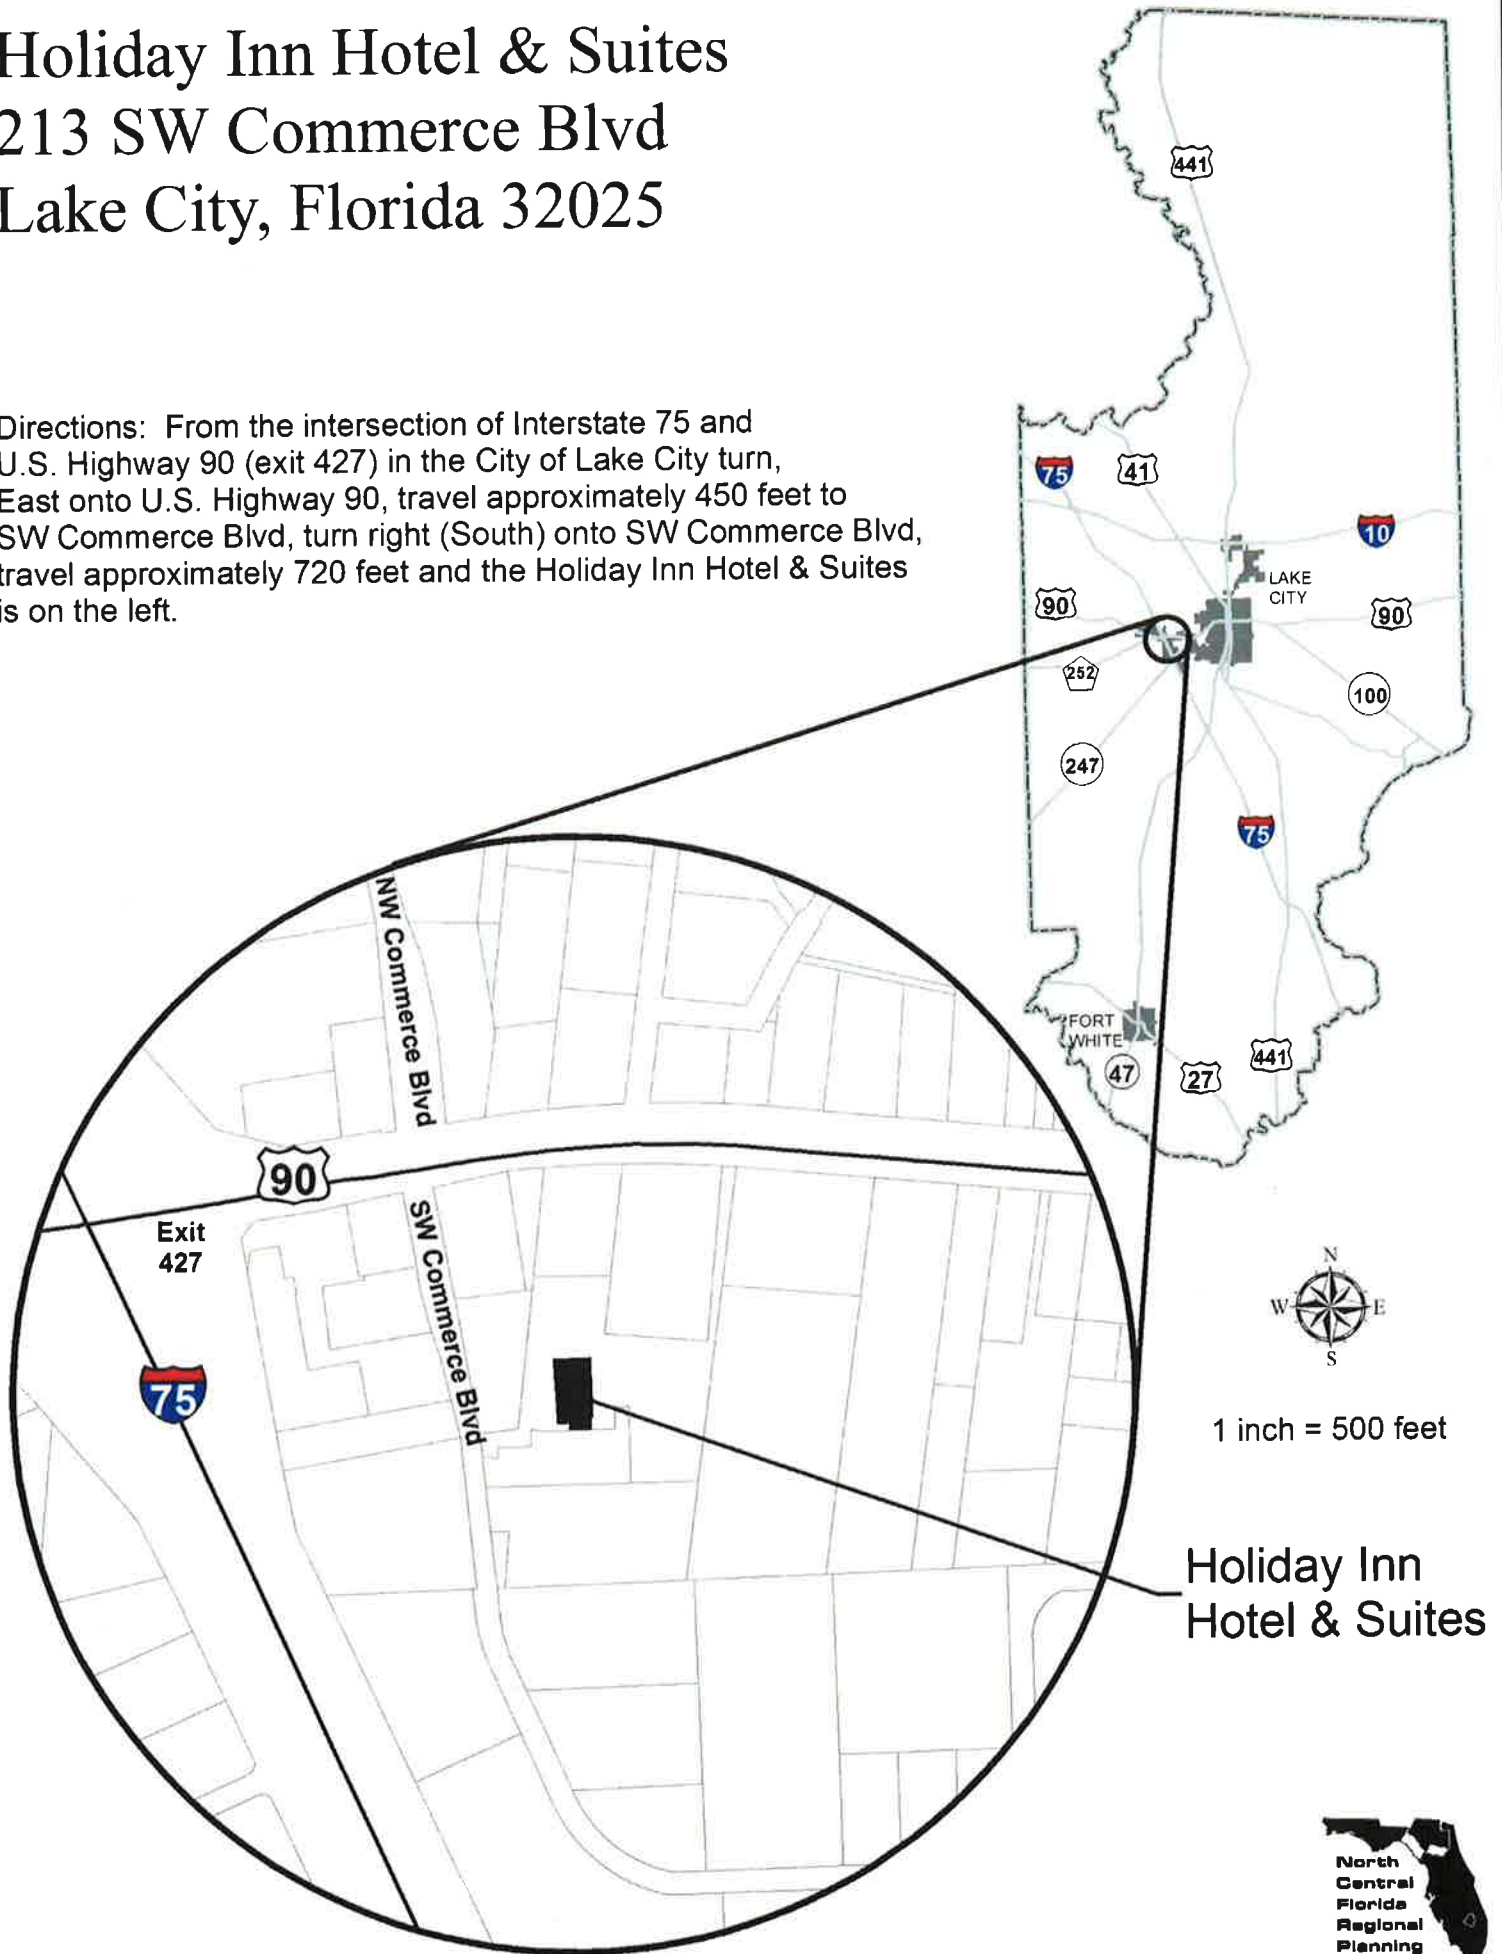 Holiday Inn Hotel & Suites
213 SW Commerce Blvd
Lake City, Florida 32025
Directions: From the intersection of Interstate 75 and
U.S. Highway 90 (exit 427) in the City of Lake City turn,
East onto U.S. Highway 90, travel approximately 450 feet to
SW Commerce Blvd, turn right (South) onto SW Commerce Blvd,
travel approximately 720 feet and the Holiday Inn Hotel & Suites
is on the left.
441
75
41
10
LAKE
CITY
90
90
252
100
247
75
FORT
WHITE
47
27
441
NW Commerce Blvd
90
Exit
427
SW Commerce Blvd
75
N
W
E
S
1 inch = 500 feet
Holiday Inn
Hotel & Suites
North
Central
Florida
Regional
Planning